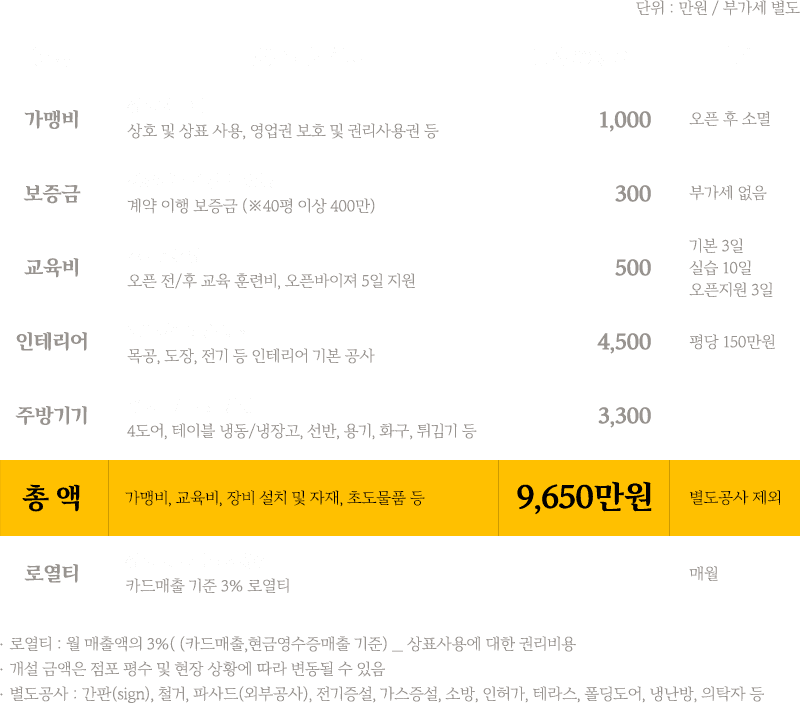 단위 : 만원 / 부가세 별도
가맹비 상호 및 상표 사용, 영업권 보호 및 권리사용권 등 1,000 오픈 후 소멸
보증금 계약 이행 보증금 (※40평 이상 400만) 300 부가세 없음
교육비 오픈 전/후 교육 훈련비, 오픈바이져 5일 지원 500 기본 3일
실습 10일
오픈지원 3일
인테리어 목공, 도장, 전기 등 인테리어 기본 공사 4,500 평당 150만원
주방기기 4도어, 테이블 냉동/냉장고, 선반, 용기, 화구, 튀김기 등 3,300
총 액 가맹비, 교육비, 장비 설치 및 자재, 초도물품 등 9,650만원 별도공사 제외
로열티 카드매출 기준 3% 로열티 매월
· 로열티 : 월 매출액의 3%( (카드매출,현금영수증매출 기준) _ 상표사용에 대한 권리비용
· 개설 금액은 점포 평수 및 현장 상황에 따라 변동될 수 있음
· 별도공사 : 간판(sign), 철거, 파사드(외부공사), 전기증설, 가스증설, 소방, 인허가, 테라스, 폴딩도어, 냉난방, 의탁자 등